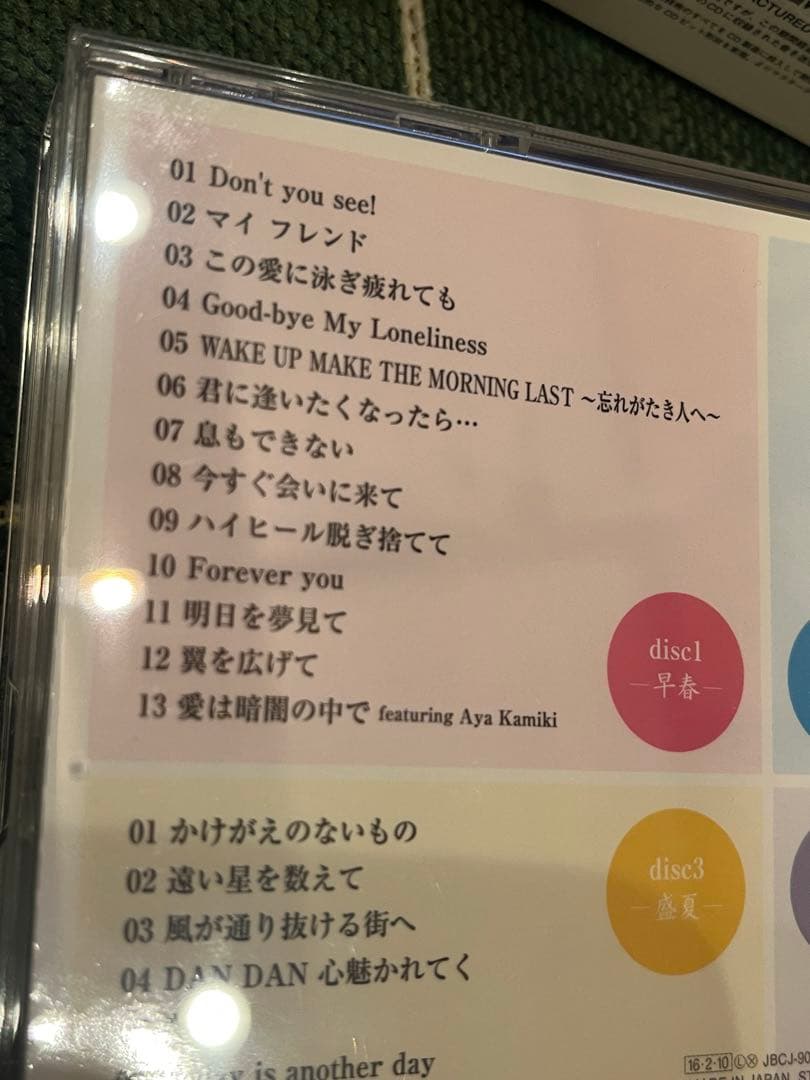 01 Don't you see!
02 マイ フレンド
03 この愛に泳ぎ疲れても
04 Good-bye My Loneliness
05 WAKE UP MAKE THE MORNING LAST ～忘れがたき人へ～
06 君に逢いたくなったら…
07 息もできない
08 今すぐ会いに来て
09 ハイヒール脱ぎ捨てて
10 Forever you
11 明日を夢見て
12 翼を広げて
13 愛は暗闇の中で featuring Aya Kamiki
disc1
―早春―
01 かけがえのないもの
02 遠い星を数えて
03 風が通り抜ける街へ
04 DAN DAN 心魅かれてく
is another day
disc3
―盛夏―
16・2・10 JBCJ-90
IN JAPAN